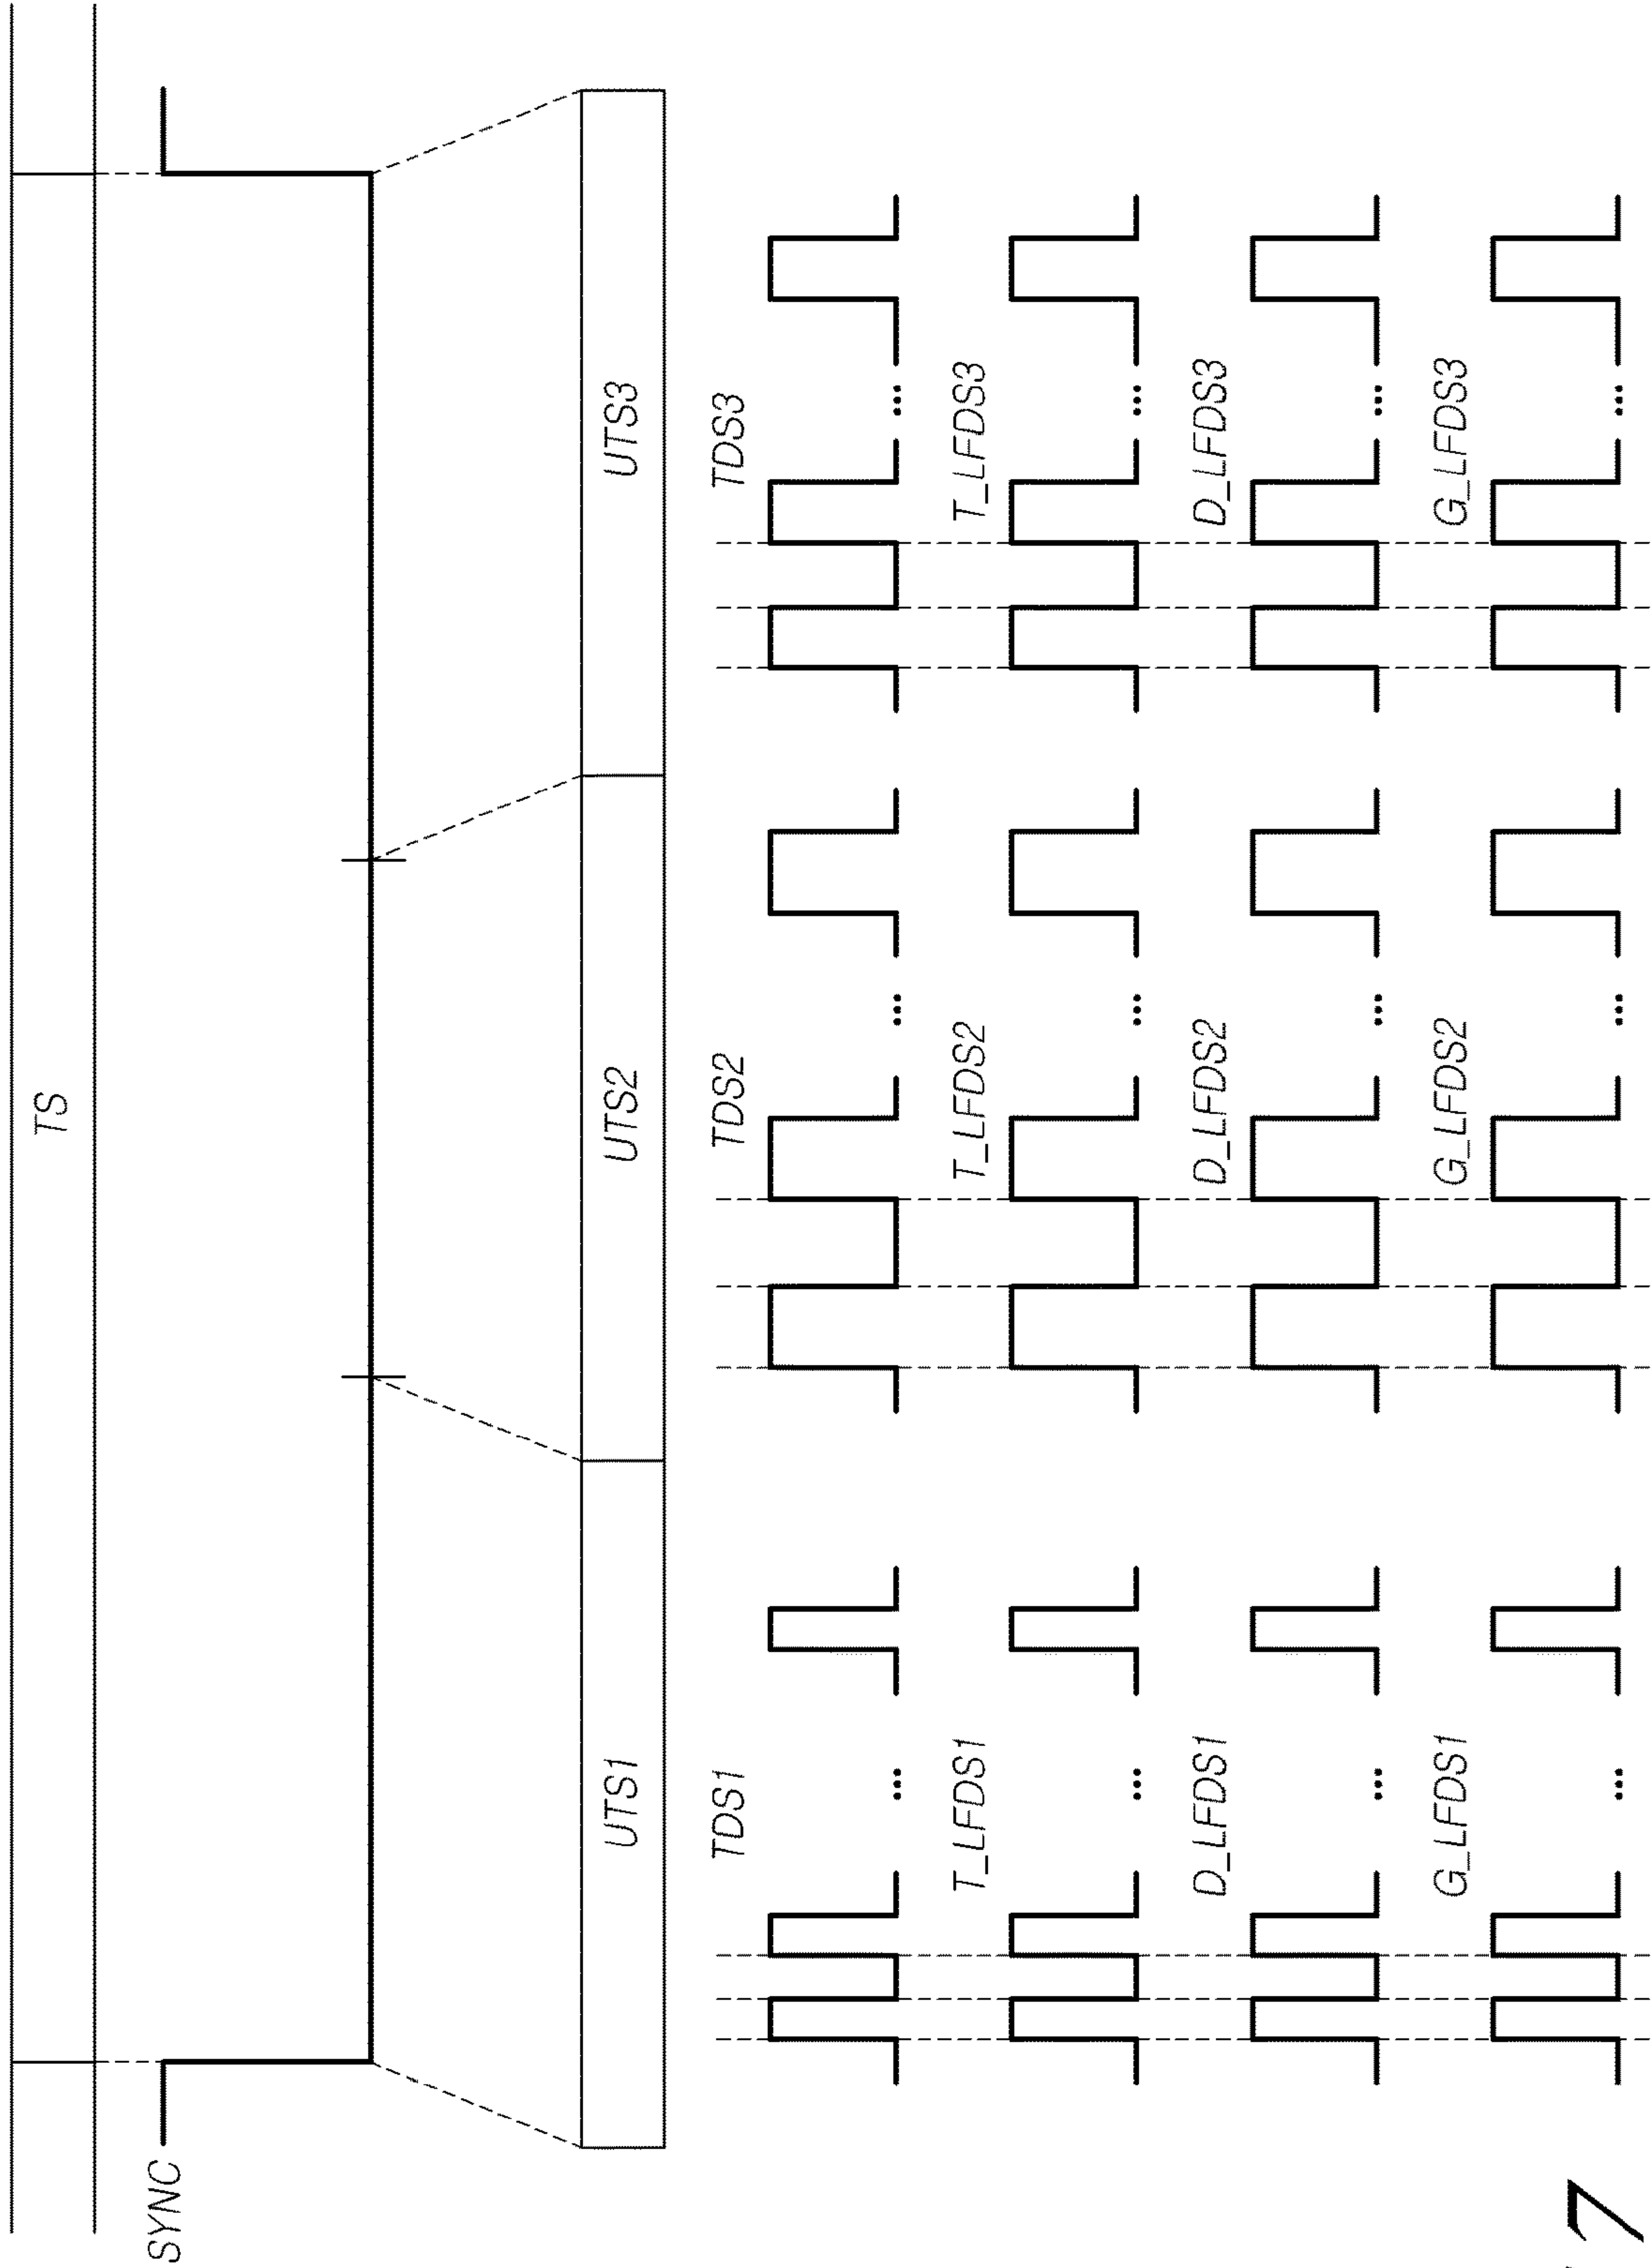 TS
SYNC
UTS1 UTS2 UTS3
TDS1 TDS2 TDS3
... ... ...
T_LFDS1 T_LFDS2 T_LFDS3
... ... ...
D_LFDS1 D_LFDS2 D_LFDS3
... ... ...
G_LFDS1 G_LFDS2 G_LFDS3
... ... ...
7